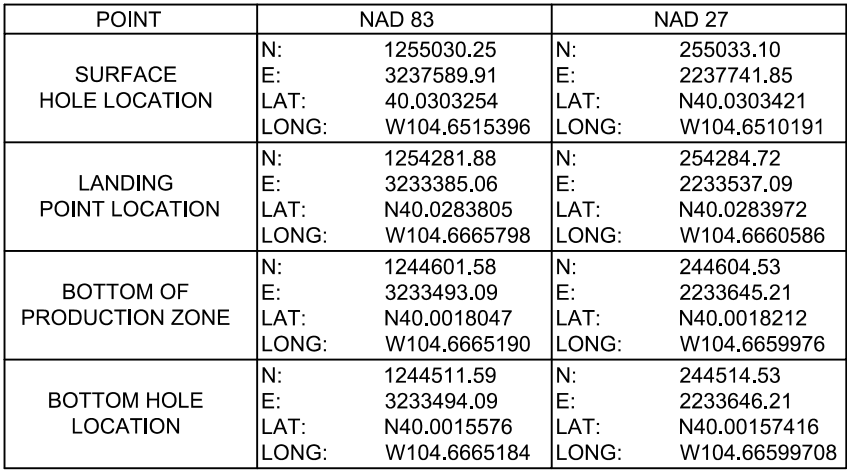 POINT NAD 83 NAD 27
SURFACE HOLE LOCATION
N: 1255030.25 N: 255033.10
E: 3237589.91 E: 2237741.85
LAT: 40.0303254 LAT: N40.0303421
LONG: W104.6515396 LONG: W104.6510191
LANDING POINT LOCATION
N: 1254281.88 N: 254284.72
E: 3233385.06 E: 2233537.09
LAT: N40.0283805 LAT: N40.0283972
LONG: W104.6665798 LONG: W104.6660586
BOTTOM OF PRODUCTION ZONE
N: 1244601.58 N: 244604.53
E: 3233493.09 E: 2233645.21
LAT: N40.0018047 LAT: N40.0018212
LONG: W104.6665190 LONG: W104.6659976
BOTTOM HOLE LOCATION
N: 1244511.59 N: 244514.53
E: 3233494.09 E: 2233646.21
LAT: N40.0015576 LAT: N40.00157416
LONG: W104.6665184 LONG: W104.66599708